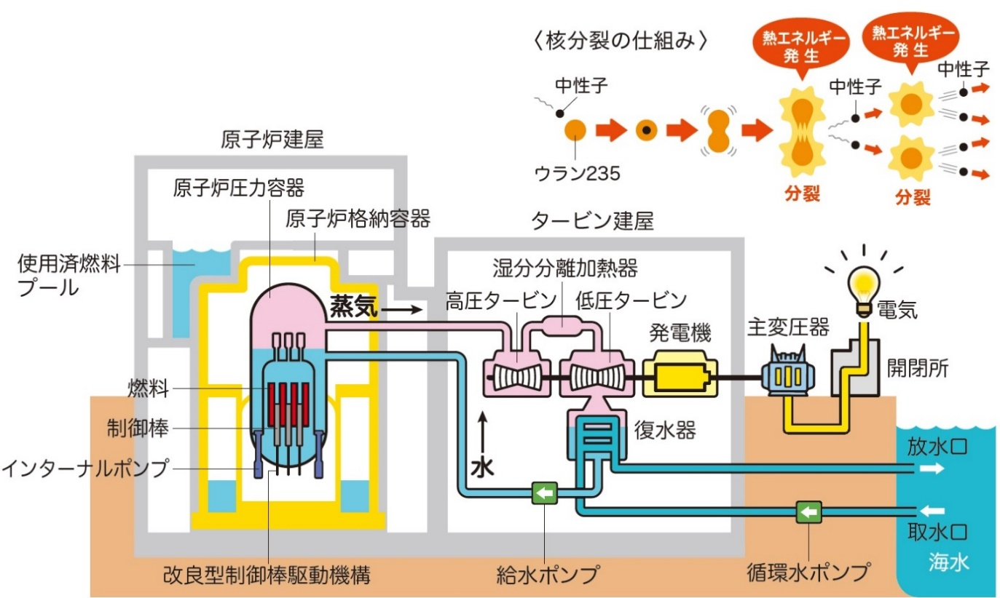 〈核分裂の仕組み〉
熱エネルギー
発生
熱エネルギー
発生
中性子
中性子
中性子
ウラン235
分裂
分裂
原子炉建屋
原子炉圧力容器
原子炉格納容器
タービン建屋
使用済燃料
プール
湿分分離加熱器
蒸気
高圧タービン
低圧タービン
発電機
主変圧器
電気
開閉所
燃料
制御棒
インターナルポンプ
水
復水器
放水口
取水口
海水
改良型制御棒駆動機構
給水ポンプ
循環水ポンプ